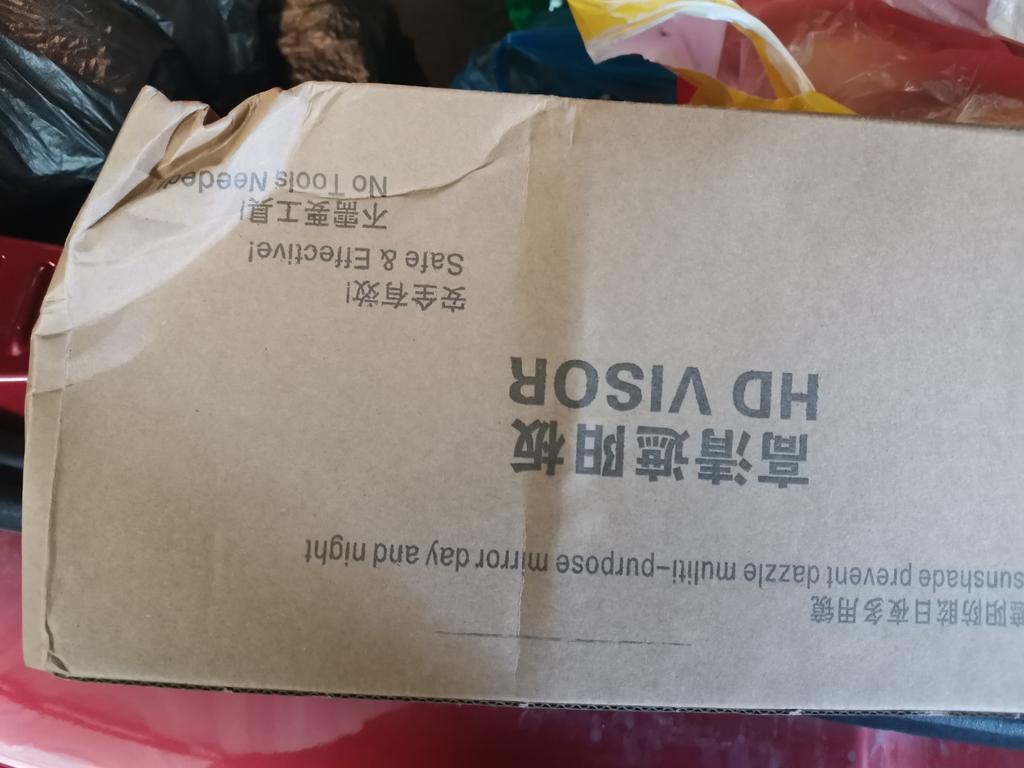 遮阳防眩日夜多用镜
sunshade prevent dazzle muliti-purpose mirror day and night
高清遮阳板
HD VISOR
安全有效!
Safe & Effective!
不需要工具!
No Tools Needed!